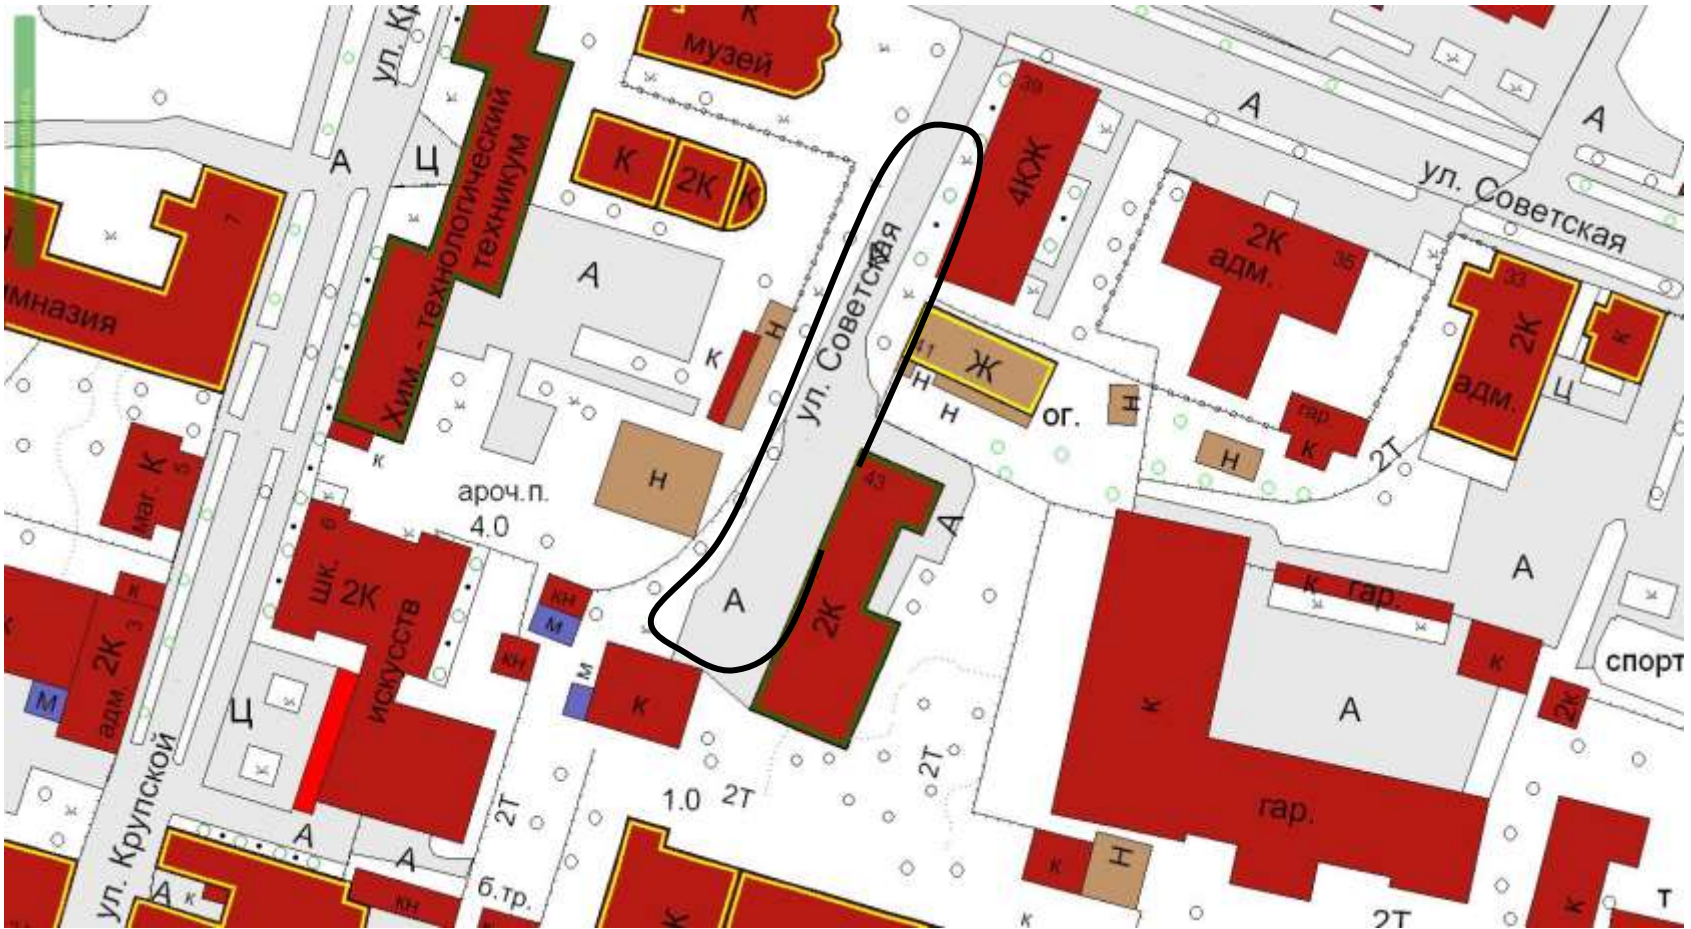 ул. Кр
К
музей
39
А
А
ул. Советская
А
Ц
Хим. - технологический
техникум
К
2К
К
4КЖ
7
гимназия
А
ул. Советская
2К
адм.
35
33
2К
адм.
К
Ц
К
Н
41
Ж
Н
Н
ог.
Н
гар.
К
Н
2Т
маг. К
5
К
Н
ароч.п.
4.0
43
А
6
шк. 2К
искусств
кн
М
А
2К
К
гар.
А
К
3
2К
адм.
М
кн
М
К
к
А
К
2К
спорт
Ц
ул. Крупской
2Т
1.0
2Т
2Т
гар.
А
А
б.тр.
А
К
КН
К
К
Н
К
2Т
К
Т